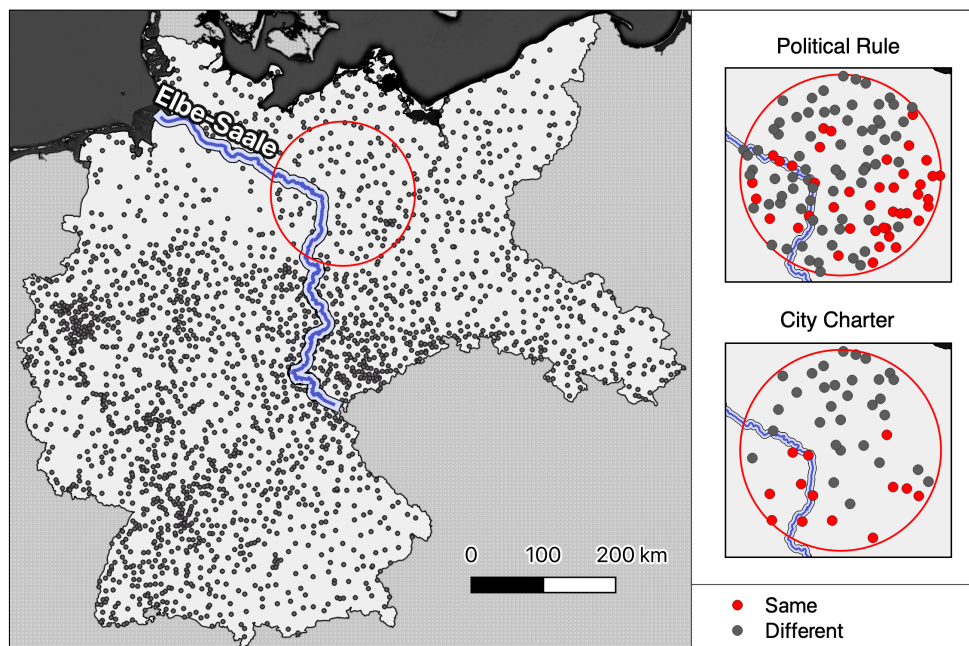 Elbe-Saale
0 100 200 km
Political Rule
City Charter
Same
Different